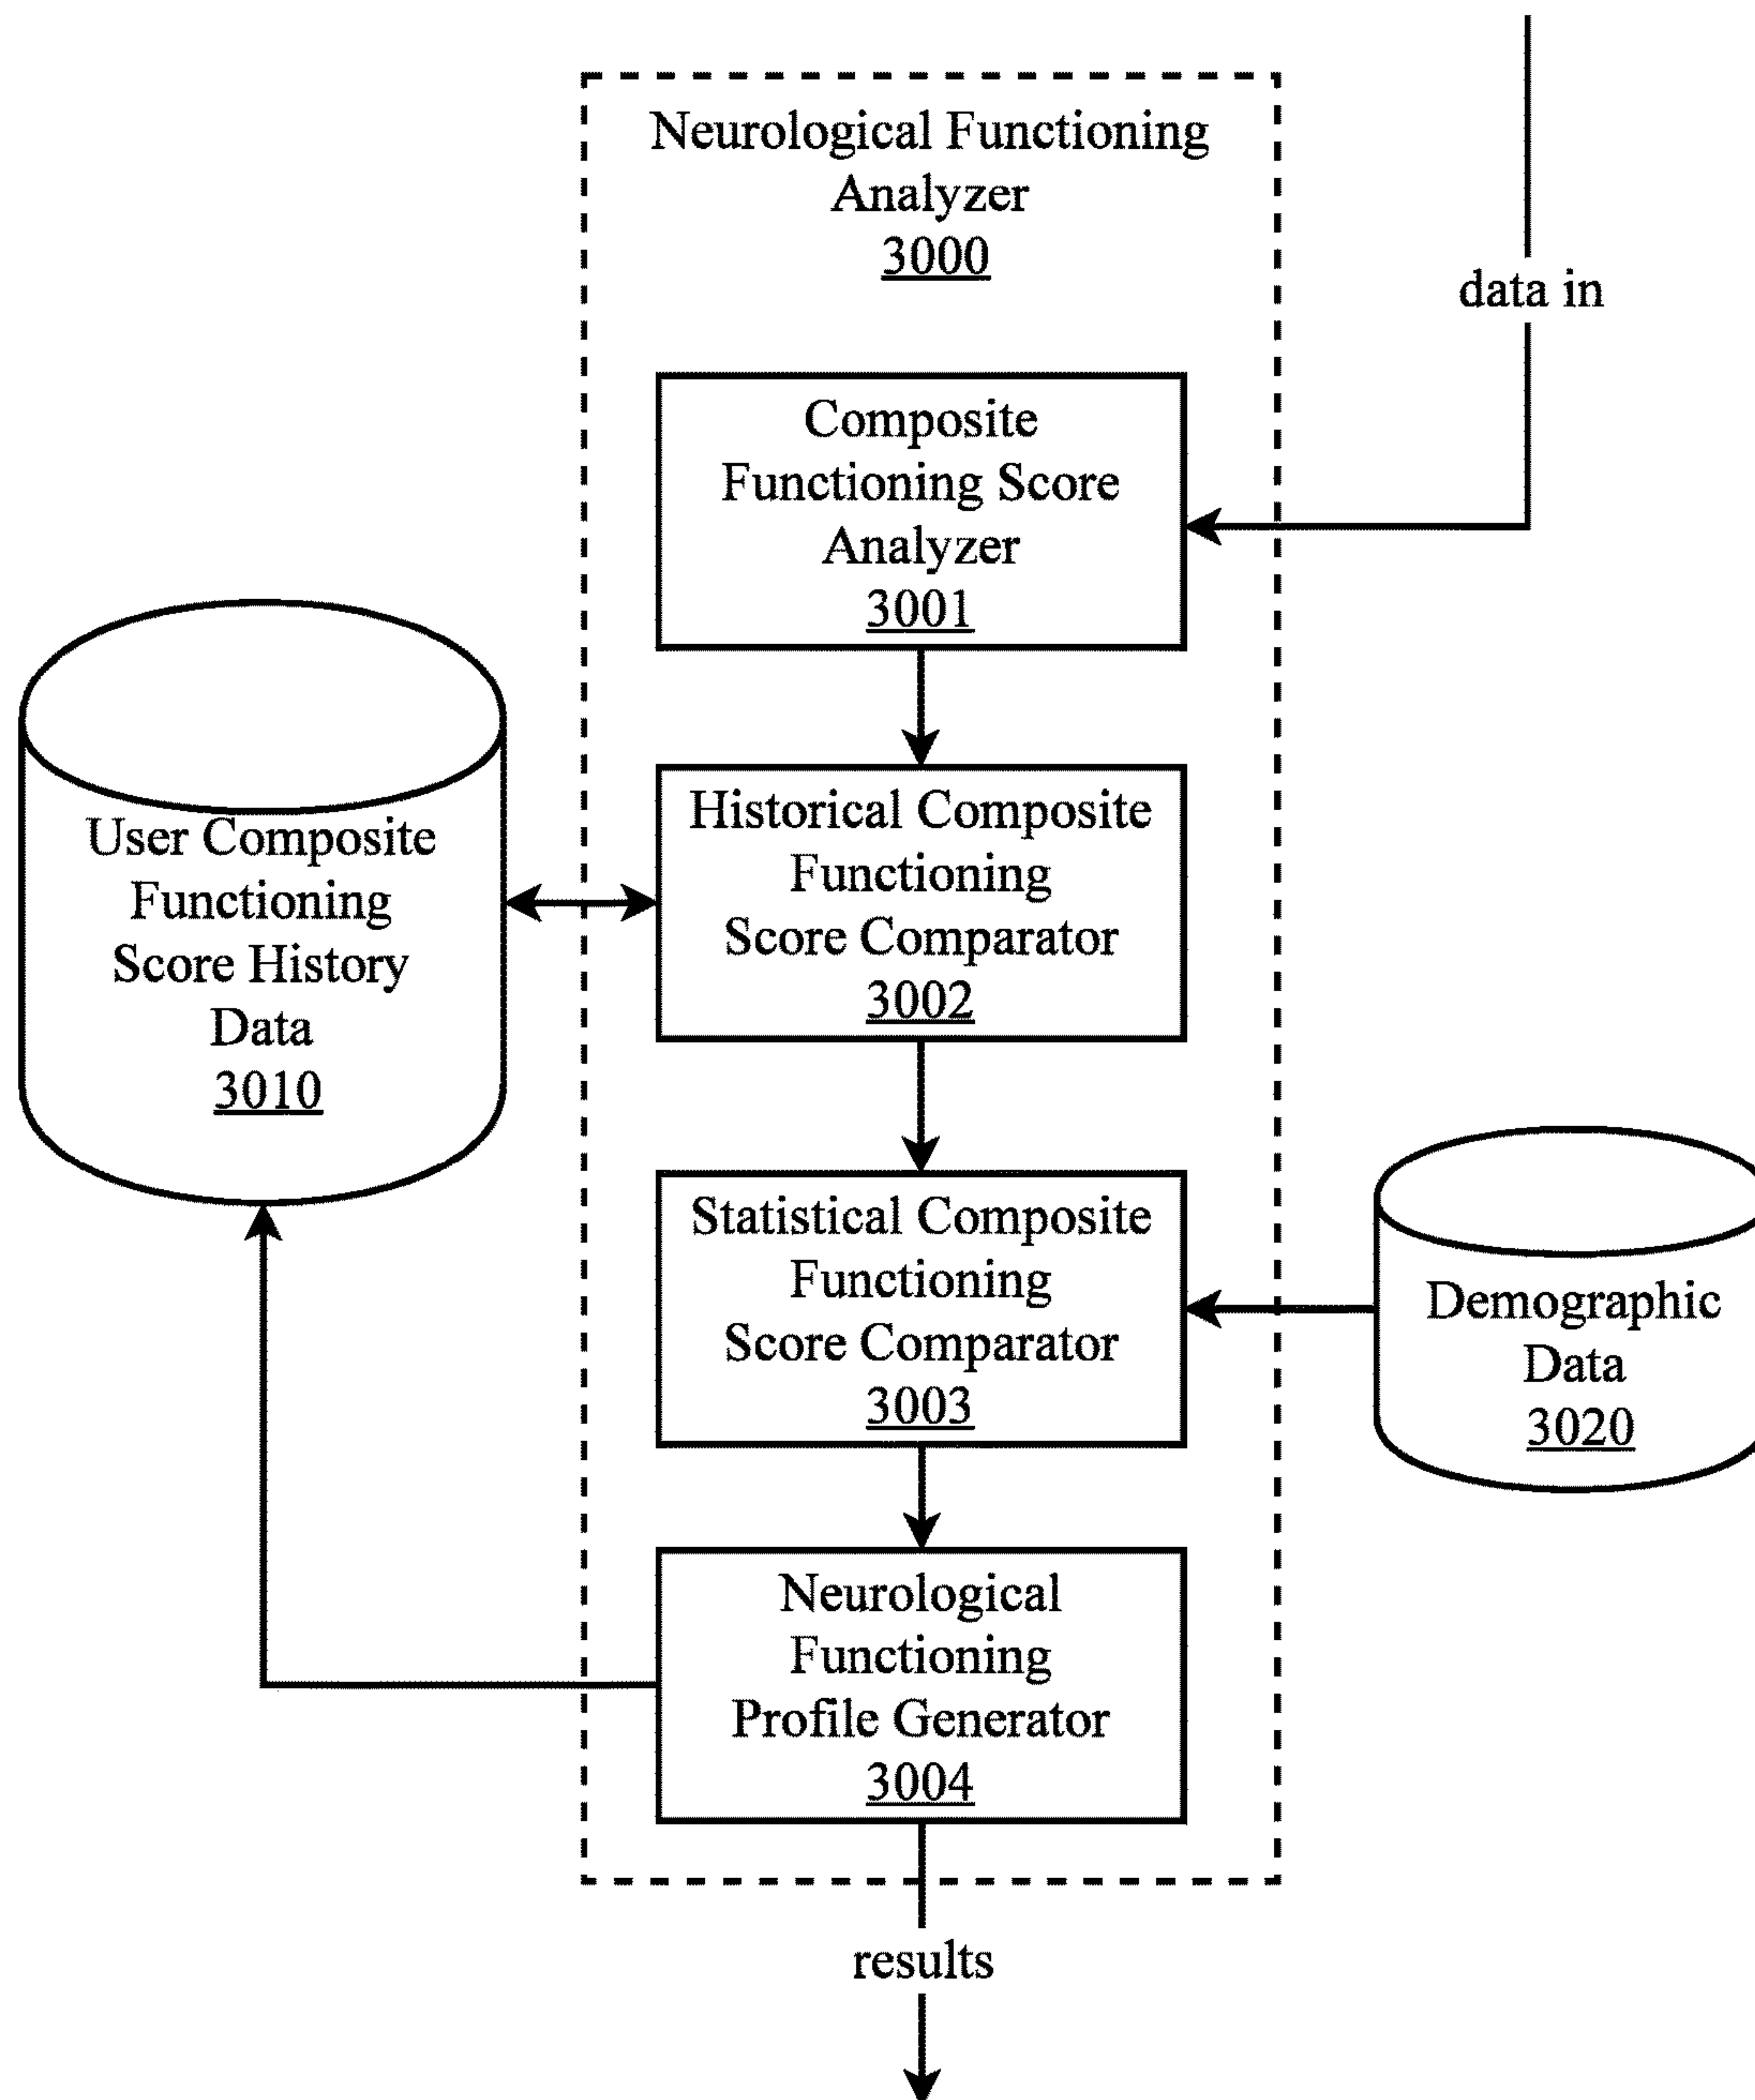 Neurological Functioning
Analyzer
3000
data in
Composite
Functioning Score
Analyzer
3001
User Composite
Functioning
Score History
Data
3010
Historical Composite
Functioning
Score Comparator
3002
Statistical Composite
Functioning
Score Comparator
3003
Demographic
Data
3020
Neurological
Functioning
Profile Generator
3004
results